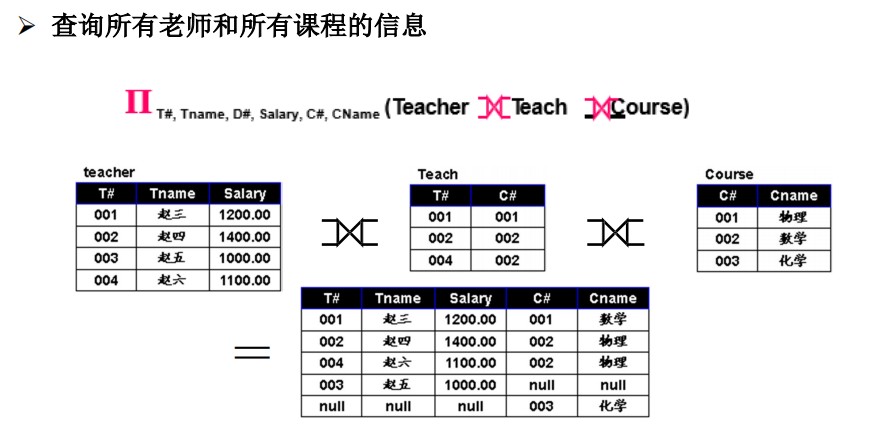 ➢ 查询所有老师和所有课程的信息
Π T#, Tname, D#, Salary, C#, CName (Teacher ⟗ Teach ⟗ Course)
teacher
T# Tname Salary
001 赵三 1200.00
002 赵四 1400.00
003 赵五 1000.00
004 赵六 1100.00
⟗
Teach
T# C#
001 001
002 002
004 002
⟗
Course
C# Cname
001 物理
002 数学
003 化学
=
T# Tname Salary C# Cname
001 赵三 1200.00 001 数学
002 赵四 1400.00 002 物理
004 赵六 1100.00 002 物理
003 赵五 1000.00 null null
null null null 003 化学